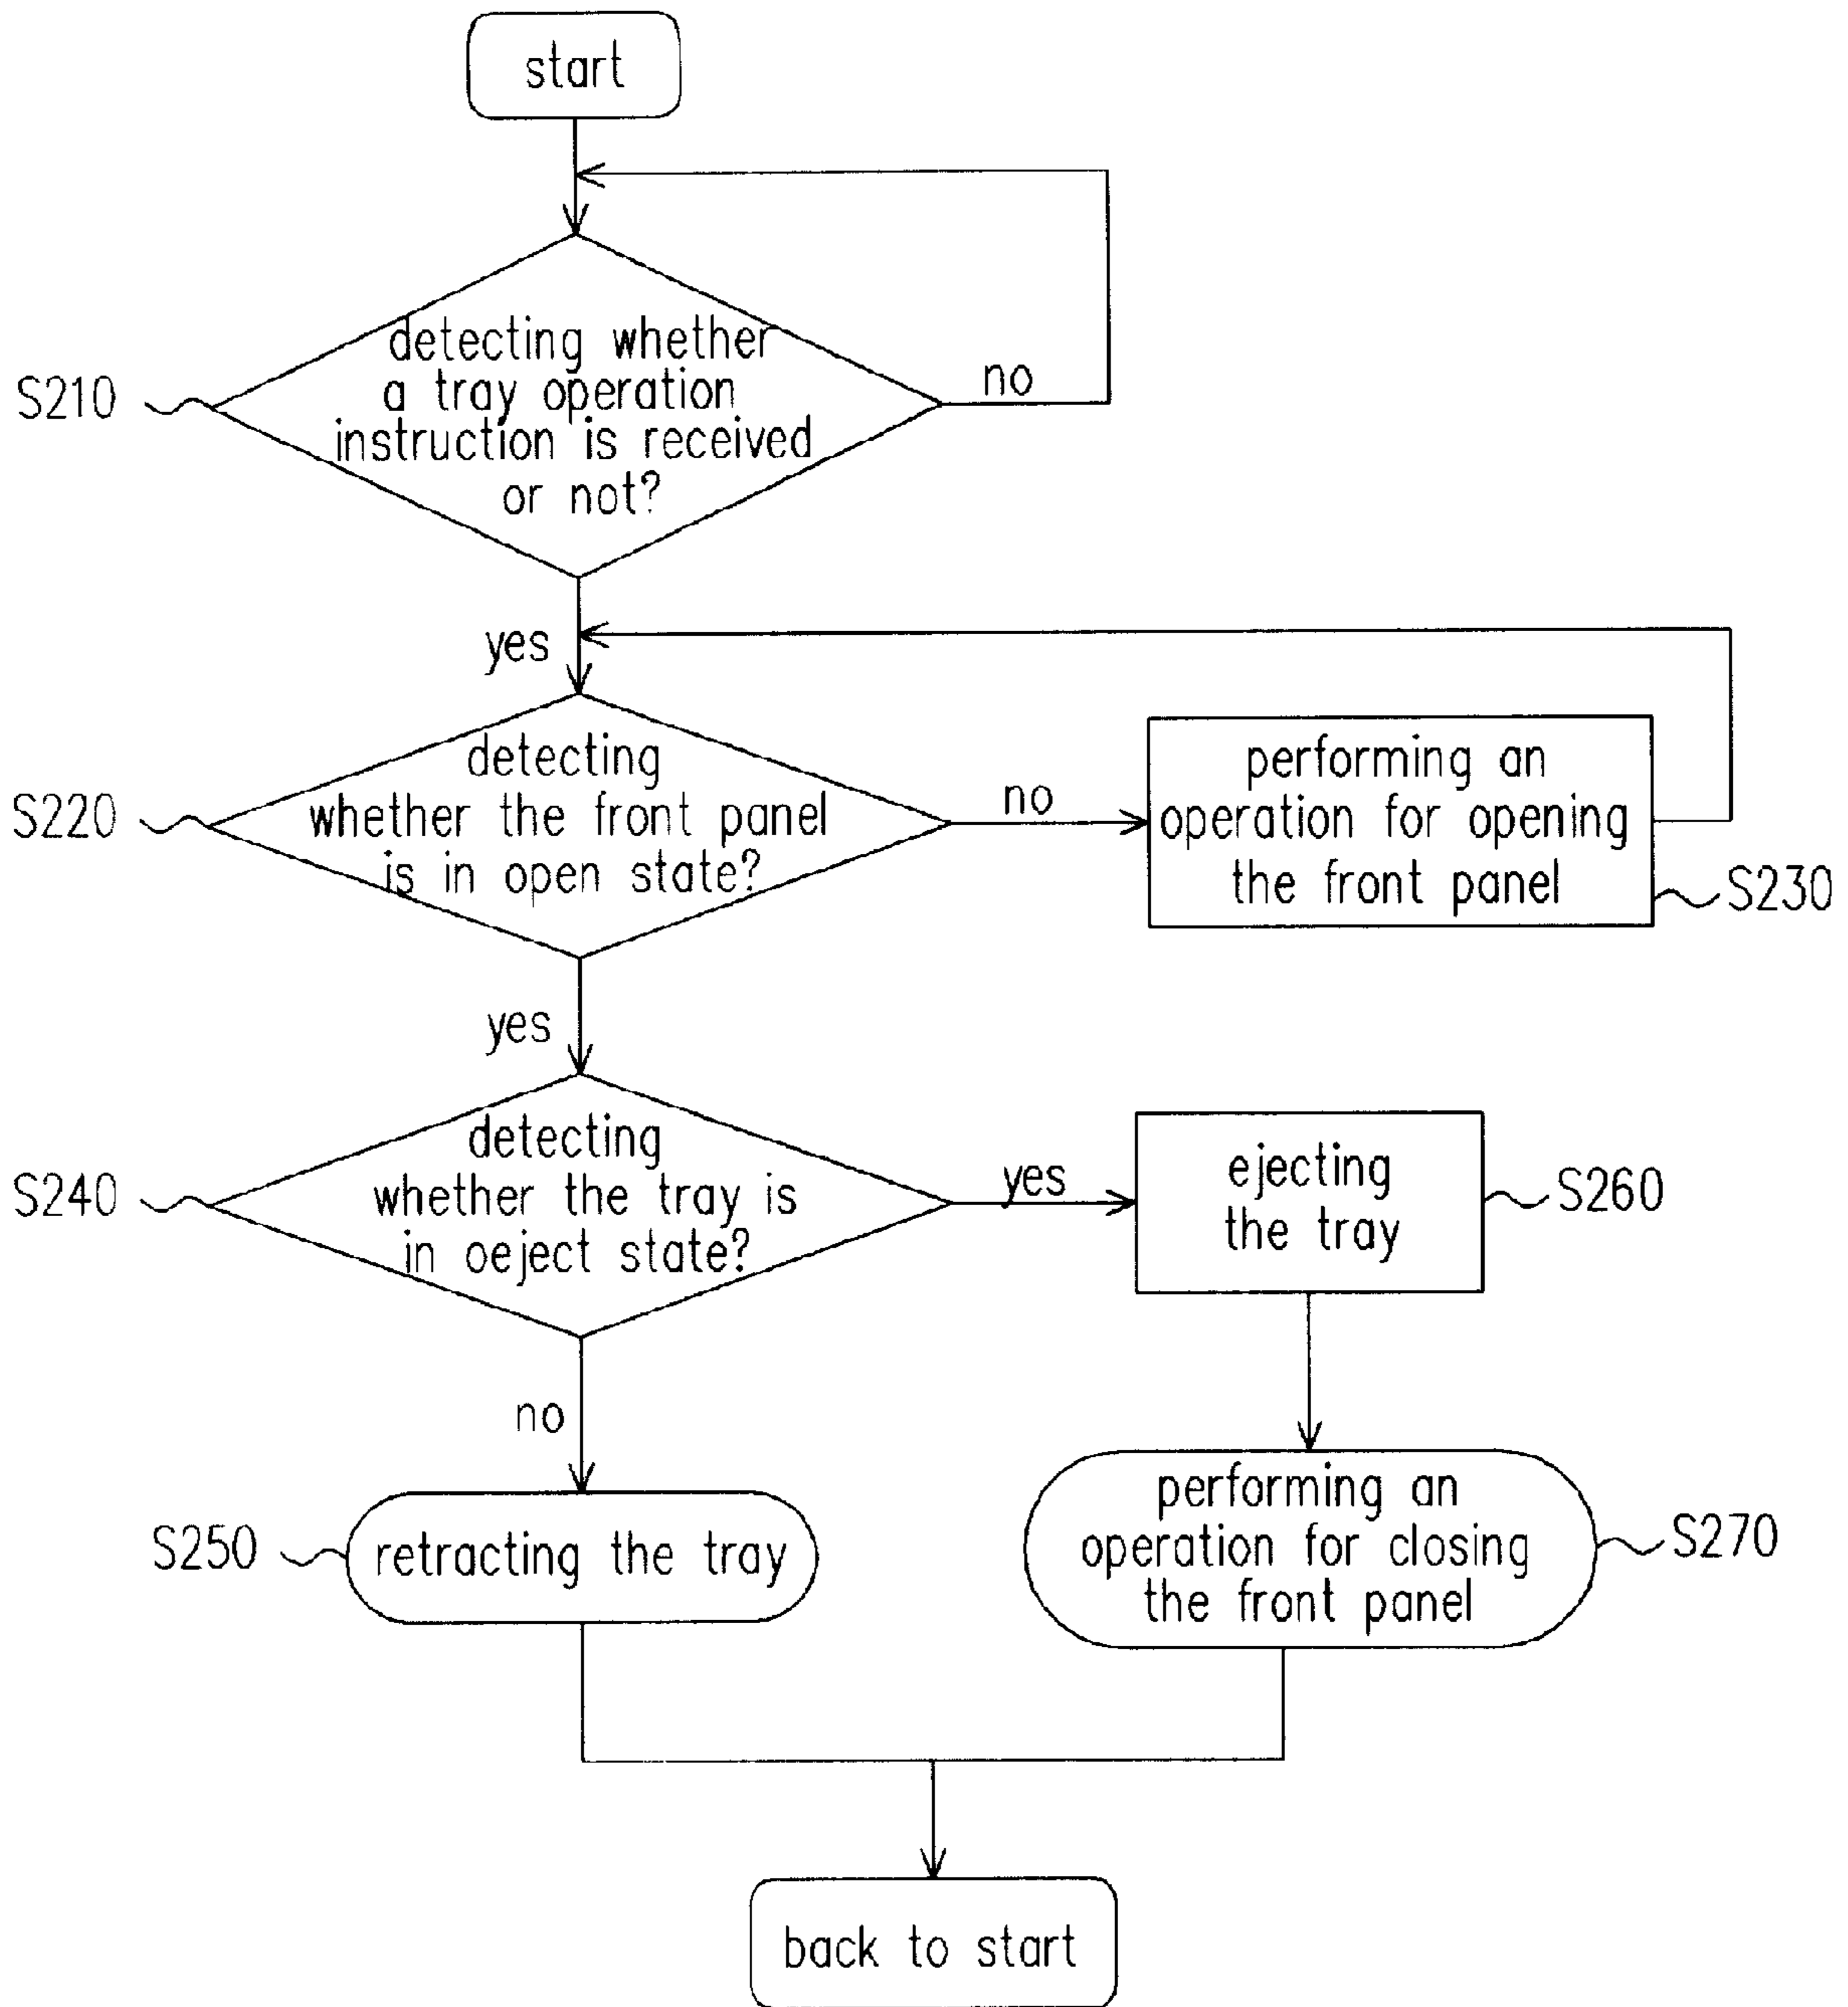 start
detecting whether
a tray operation
instruction is received
or not?
S210
no
yes
detecting
whether the front panel
is in open state?
S220
no
performing an
operation for opening
the front panel
S230
yes
detecting
whether the tray is
in oeject state?
S240
yes
ejecting
the tray
S260
no
retracting the tray
S250
performing an
operation for closing
the front panel
S270
back to start